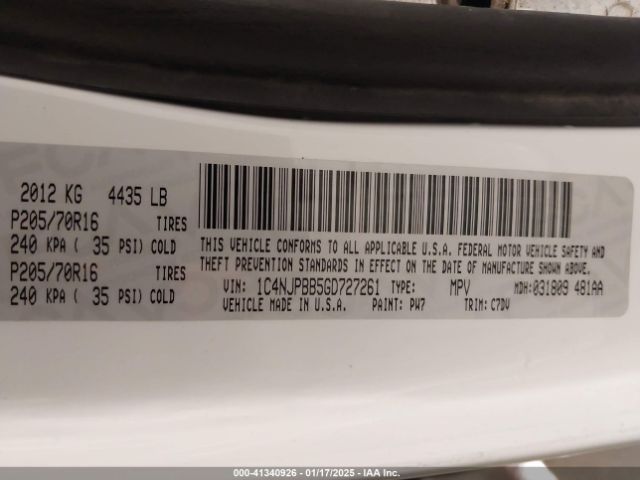 2012 KG 4435 LB
P205/70R16 TIRES
240 KPA ( 35 PSI) COLD
P205/70R16 TIRES
240 KPA ( 35 PSI) COLD
THIS VEHICLE CONFORMS TO ALL APPLICABLE U.S.A. FEDERAL MOTOR VEHICLE SAFETY AND
THEFT PREVENTION STANDARDS IN EFFECT ON THE DATE OF MANUFACTURE SHOWN ABOVE.
VIN: 1C4NJPBB5GD727261 TYPE: MPV MDH:031809 481AA
VEHICLE MADE IN U.S.A. PAINT: PW7 TRIM: C7DV
000-41340926 - 01/17/2025 - IAA Inc.